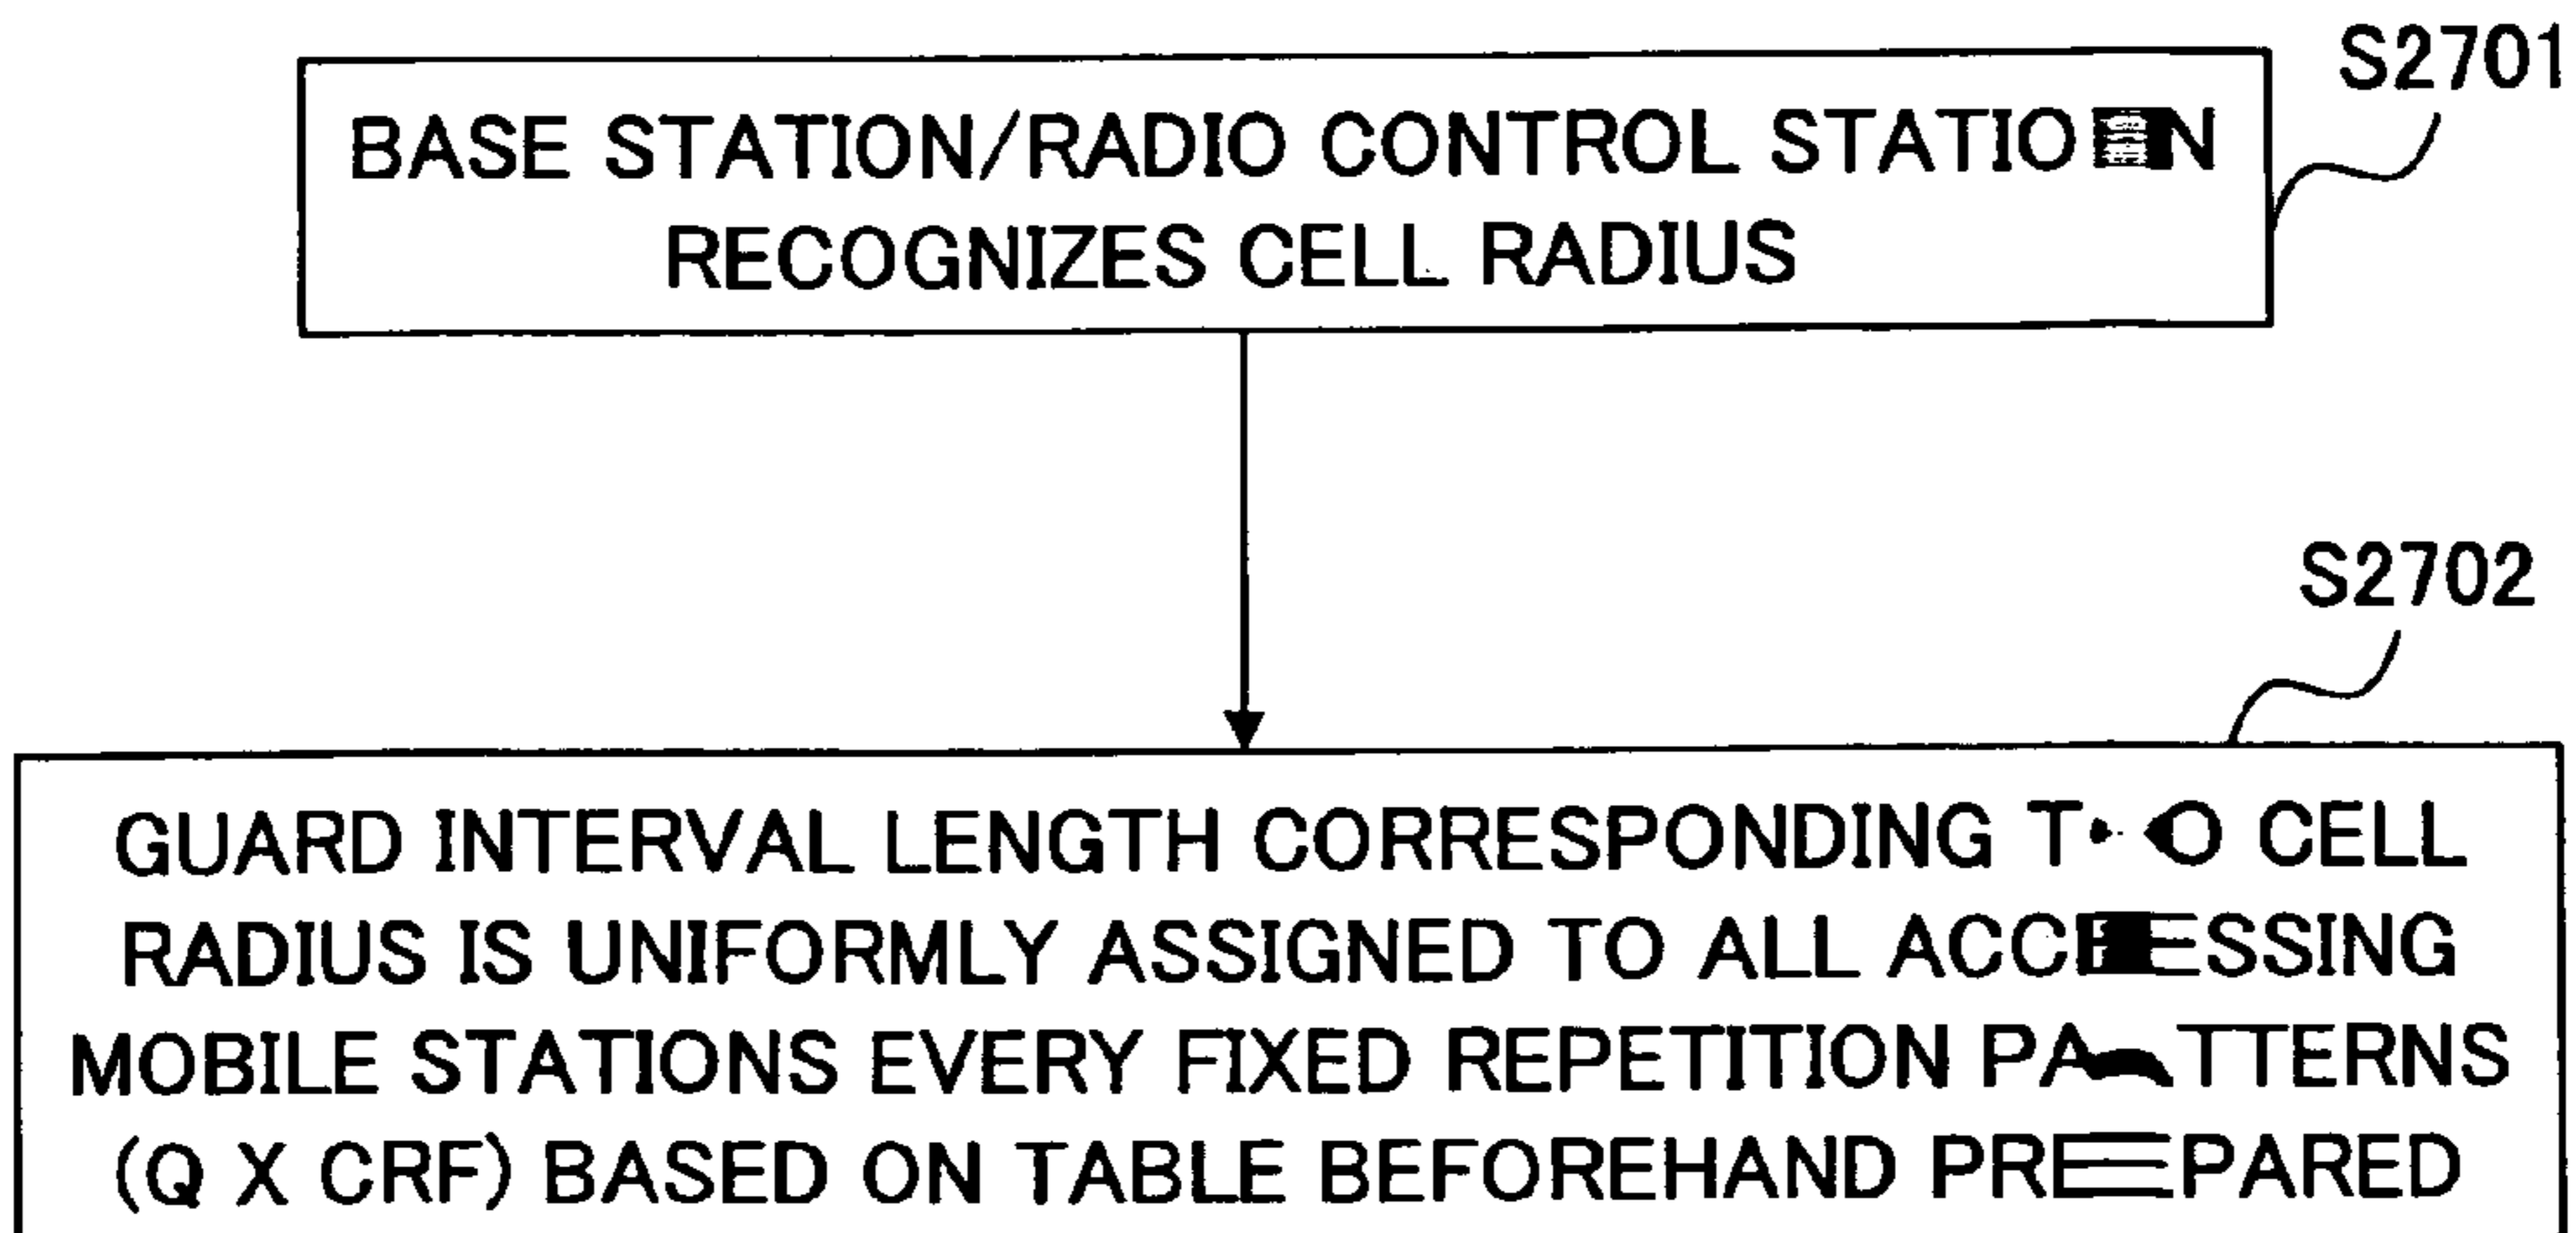 S2701
BASE STATION/RADIO CONTROL STATION
RECOGNIZES CELL RADIUS
S2702
GUARD INTERVAL LENGTH CORRESPONDING TO CELL
RADIUS IS UNIFORMLY ASSIGNED TO ALL ACCESSING
MOBILE STATIONS EVERY FIXED REPETITION PATTERNS
(Q X CRF) BASED ON TABLE BEFOREHAND PREPARED